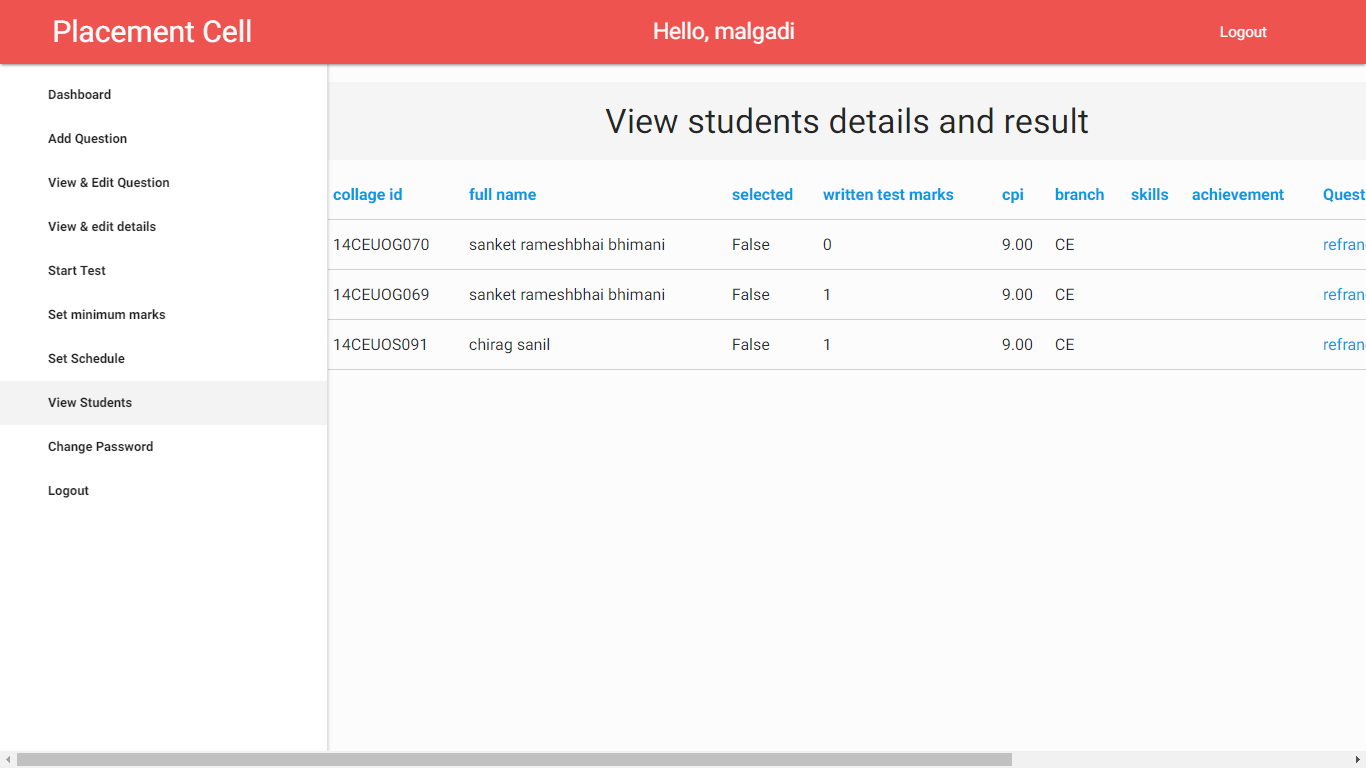 Placement Cell Hello, malgadi Logout
Dashboard
Add Question
View & Edit Question
View & edit details
Start Test
Set minimum marks
Set Schedule
View Students
Change Password
Logout
View students details and result
collage id full name selected written test marks cpi branch skills achievement Quest
14CEUOG070 sanket rameshbhai bhimani False 0 9.00 CE refran
14CEUOG069 sanket rameshbhai bhimani False 1 9.00 CE refran
14CEUOS091 chirag sanil False 1 9.00 CE refran